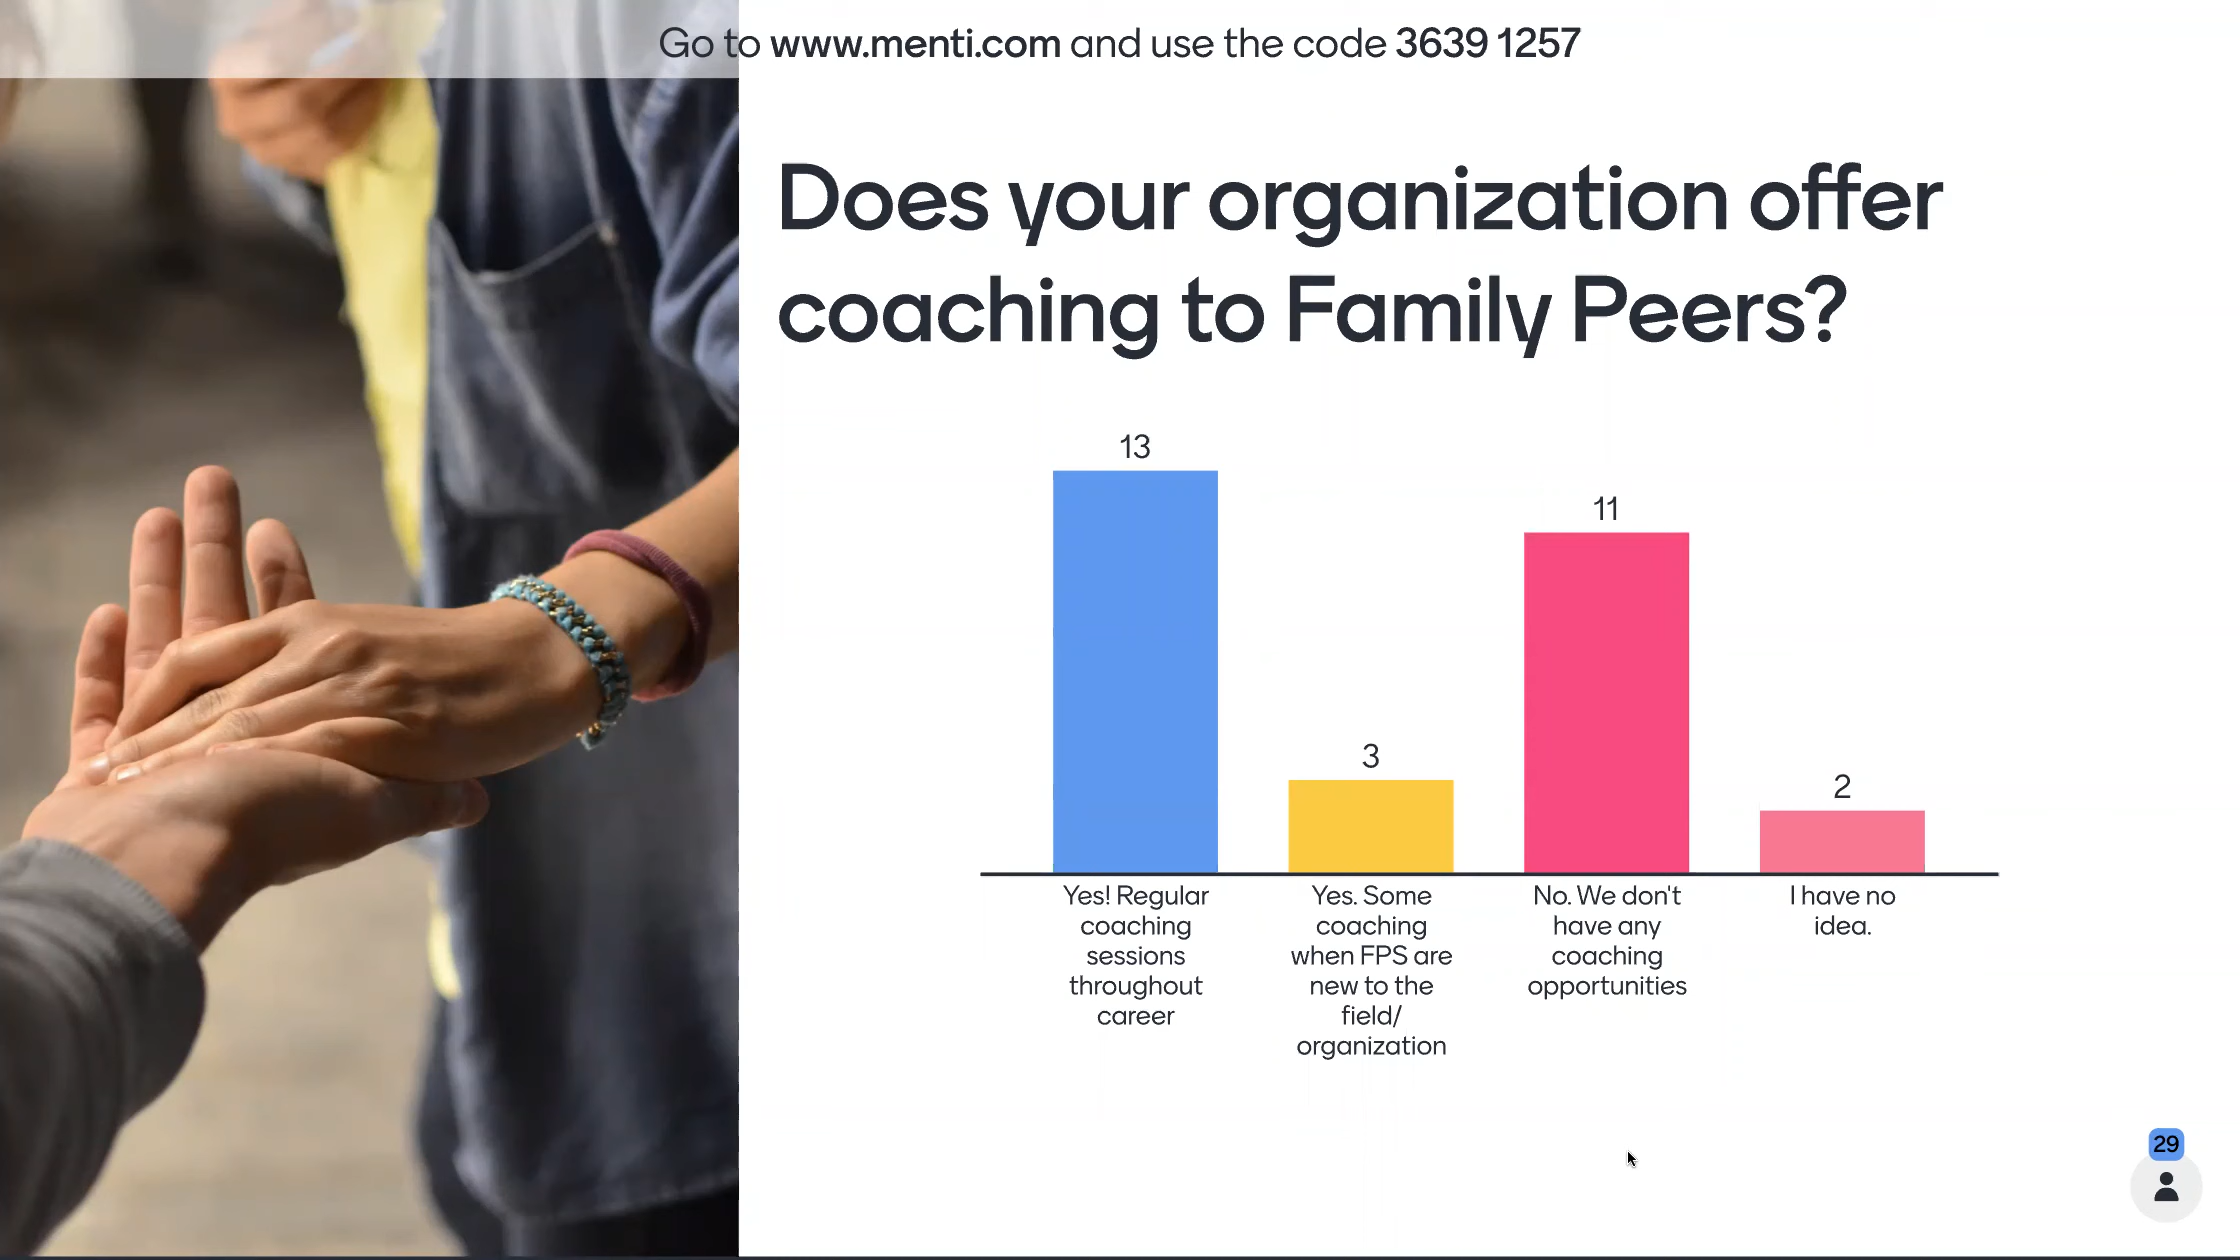 Go to www.menti.com and use the code 3639 1257
Does your organization offer
coaching to Family Peers?
13
3
11
2
Yes! Regular
coaching
sessions
throughout
career
Yes. Some
coaching
when FPS are
new to the
field/
organization
No. We don't
have any
coaching
opportunities
I have no
idea.
29